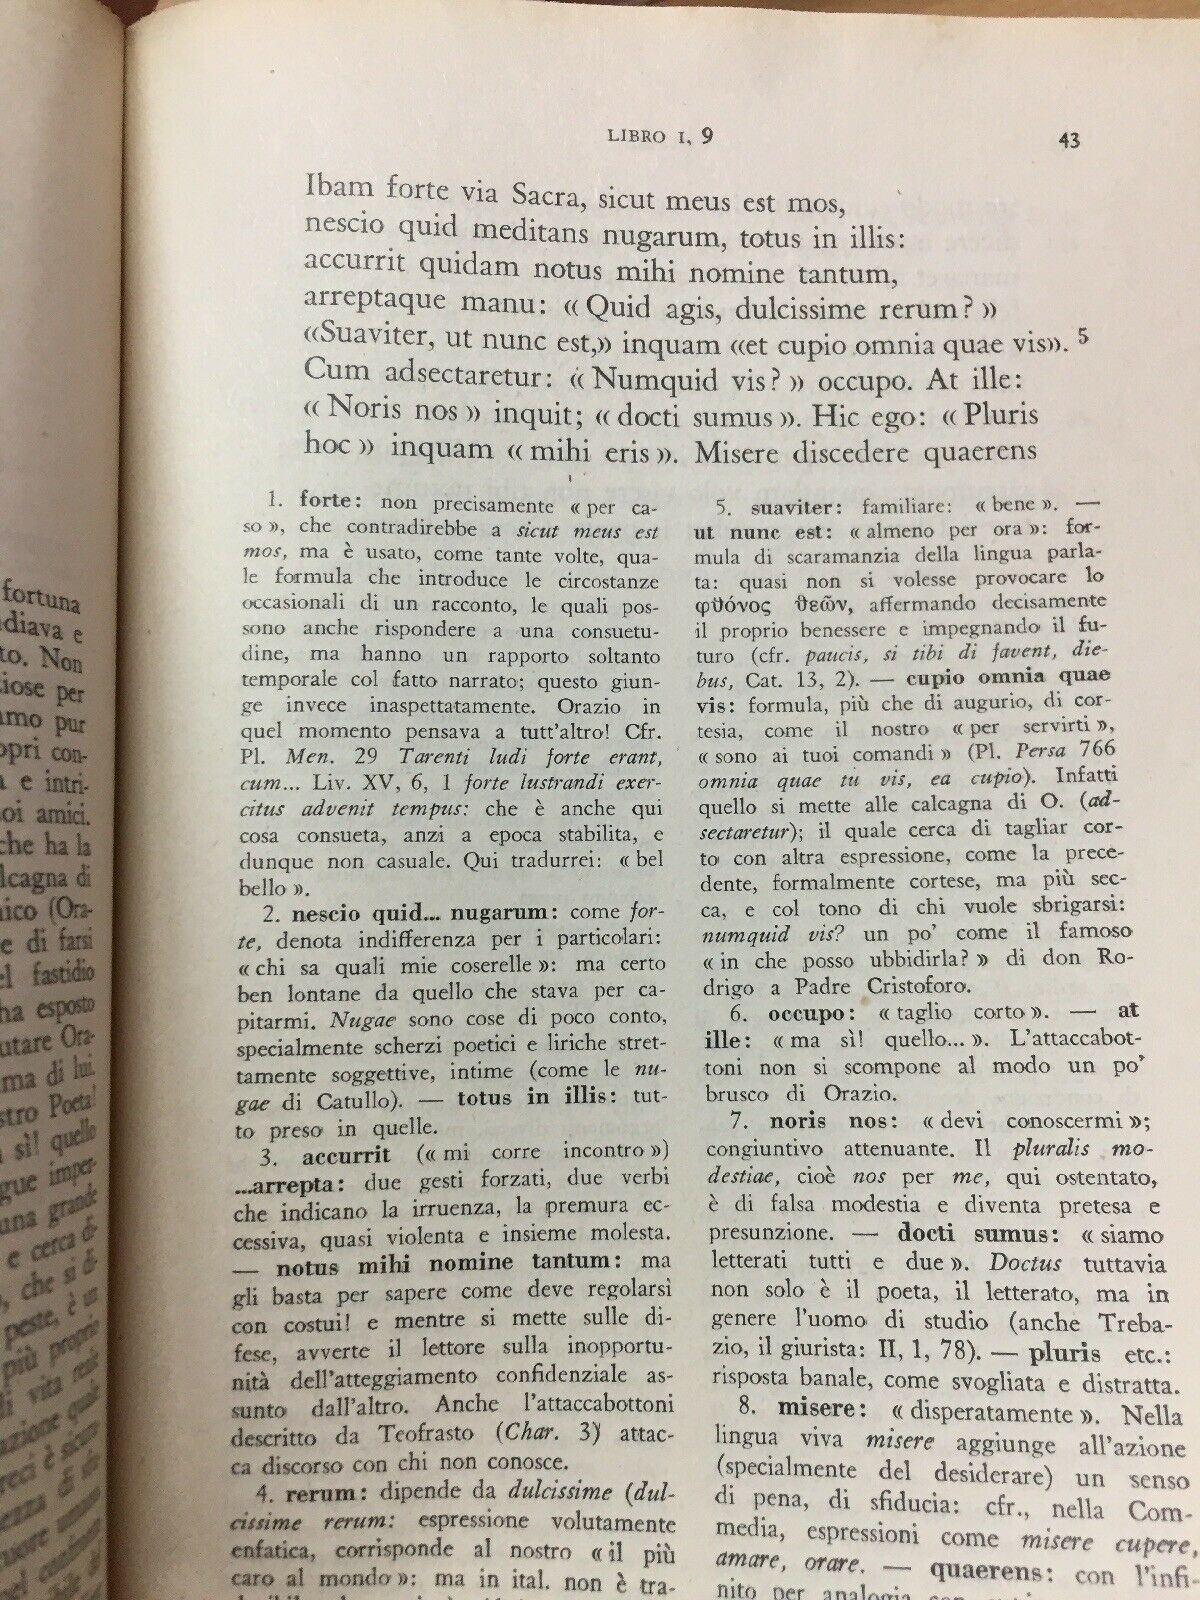 LIBRO I, 9
43
Ibam forte via Sacra, sicut meus est mos,
nescio quid meditans nugarum, totus in illis:
accurrit quidam notus mihi nomine tantum,
arreptaque manu: « Quid agis, dulcissime rerum? »
«Suaviter, ut nunc est,» inquam «et cupio omnia quae vis». 5
Cum adsectaretur: « Numquid vis? » occupo. At ille:
« Noris nos » inquit; « docti sumus ». Hic ego: « Pluris
hoc » inquam « mihi eris ». Misere discedere quaerens
1. forte: non precisamente « per ca-
so », che contradirebbe a sicut meus est
mos, ma è usato, come tante volte, qua-
le formula che introduce le circostanze
occasionali di un racconto, le quali pos-
sono anche rispondere a una consuetu-
dine, ma hanno un rapporto soltanto
temporale col fatto narrato; questo giun-
ge invece inaspettatamente. Orazio in
quel momento pensava a tutt'altro! Cfr.
Pl. Men. 29 Tarenti ludi forte erant,
cum... Liv. XV, 6, 1 forte lustrandi exer-
citus advenit tempus: che è anche qui
cosa consueta, anzi a epoca stabilita, e
dunque non casuale. Qui tradurrei: « bel
bello ».
2. nescio quid... nugarum: come for-
te, denota indifferenza per i particolari:
« chi sa quali mie coserelle »: ma certo
ben lontane da quello che stava per ca-
pitarmi. Nugae sono cose di poco conto,
specialmente scherzi poetici e liriche stret-
tamente soggettive, intime (come le nu-
gae di Catullo). — totus in illis: tut-
to preso in quelle.
3. accurrit (« mi corre incontro »)
...arrepta: due gesti forzati, due verbi
che indicano la irruenza, la premura ec-
cessiva, quasi violenta e insieme molesta.
— notus mihi nomine tantum: ma
gli basta per sapere come deve regolarsi
con costui! e mentre si mette sulle di-
fese, avverte il lettore sulla inopportu-
nità dell'atteggiamento confidenziale as-
sunto dall'altro. Anche l'attaccabottoni
descritto da Teofrasto (Char. 3) attac-
ca discorso con chi non conosce.
4. rerum: dipende da dulcissime (dul-
cissime rerum: espressione volutamente
enfatica, corrisponde al nostro « il più
caro al mondo »: ma in ital. non è tra-
5. suaviter: familiare: « bene ». —
ut nunc est: « almeno per ora »: for-
mula di scaramanzia della lingua parla-
ta: quasi non si volesse provocare lo
φθόνος θεῶν, affermando decisamente
il proprio benessere e impegnando il fu-
turo (cfr. paucis, si tibi di favent, die-
bus, Cat. 13, 2). — cupio omnia quae
vis: formula, più che di augurio, di cor-
tesia, come il nostro « per servirti »,
« sono ai tuoi comandi » (Pl. Persa 766
omnia quae tu vis, ea cupio). Infatti
quello si mette alle calcagna di O. (ad-
sectaretur); il quale cerca di tagliar cor-
to con altra espressione, come la prece-
dente, formalmente cortese, ma più sec-
ca, e col tono di chi vuole sbrigarsi:
numquid vis? un po' come il famoso
« in che posso ubbidirla? » di don Ro-
drigo a Padre Cristoforo.
6. occupo: « taglio corto ». — at
ille: « ma sì! quello... ». L'attaccabot-
toni non si scompone al modo un po'
brusco di Orazio.
7. noris nos: « devi conoscermi »;
congiuntivo attenuante. Il pluralis mo-
destiae, cioè nos per me, qui ostentato,
è di falsa modestia e diventa pretesa e
presunzione. — docti sumus: « siamo
letterati tutti e due ». Doctus tuttavia
non solo è il poeta, il letterato, ma in
genere l'uomo di studio (anche Treba-
zio, il giurista: II, 1, 78). — pluris etc.:
risposta banale, come svogliata e distratta.
8. misere: « disperatamente ». Nella
lingua viva misere aggiunge all'azione
(specialmente del desiderare) un senso
di pena, di sfiducia: cfr., nella Com-
media, espressioni come misere cupere,
amare, orare. — quaerens: con l'infi-
nito per analogia con